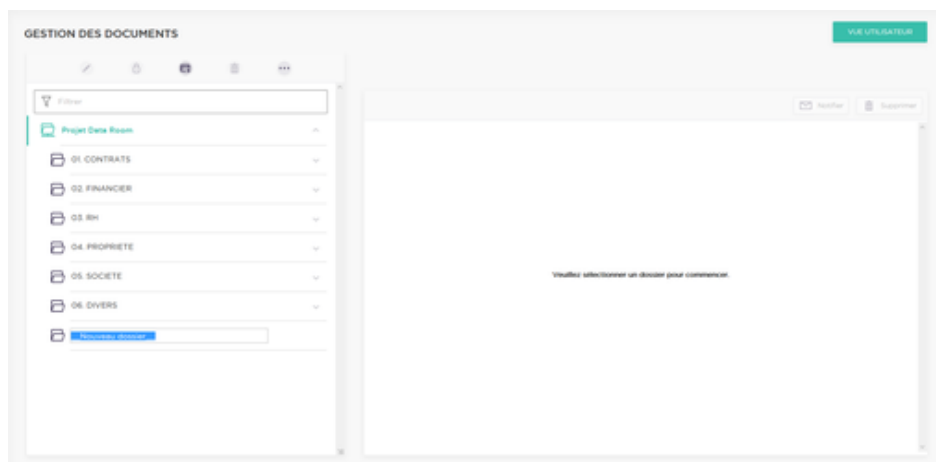 GESTION DES DOCUMENTS
VUE UTILISATEUR
Filtrer
Notifier
Supprimer
Projet Data Room
01. CONTRATS
02. FINANCIER
03. RH
04. PROPRIETE
05. SOCIETE
06. DIVERS
Nouveau dossier
Veuillez sélectionner un dossier pour commencer.